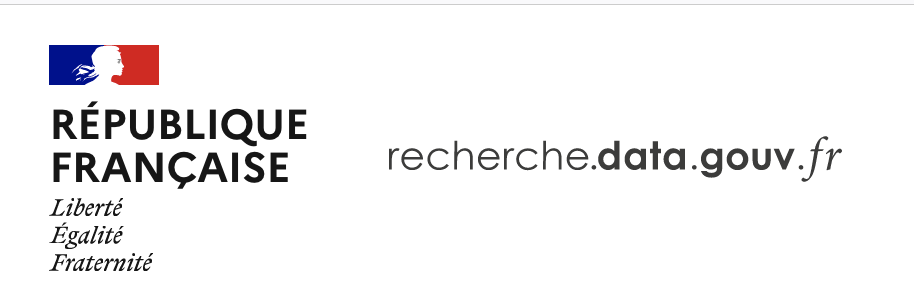 RÉPUBLIQUE
FRANÇAISE
Liberté
Égalité
Fraternité
recherche.data.gouv.fr